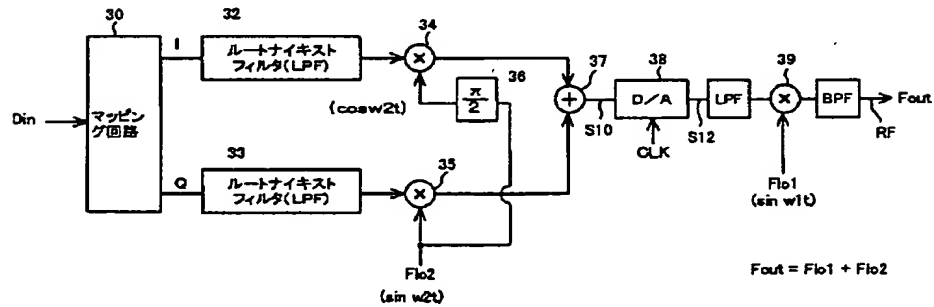 30
32
34
36
37
38
39
I
ルートナイキスト
フィルタ(LPF)
×
π
2
(cosw2t)
Din
マッピン
グ回路
+
S10
D/A
S12
LPF
×
BPF
Fout
RF
CLK
Q
33
ルートナイキスト
フィルタ(LPF)
35
×
Flo1
(sin w1t)
Flo2
(sin w2t)
Fout = Flo1 + Flo2